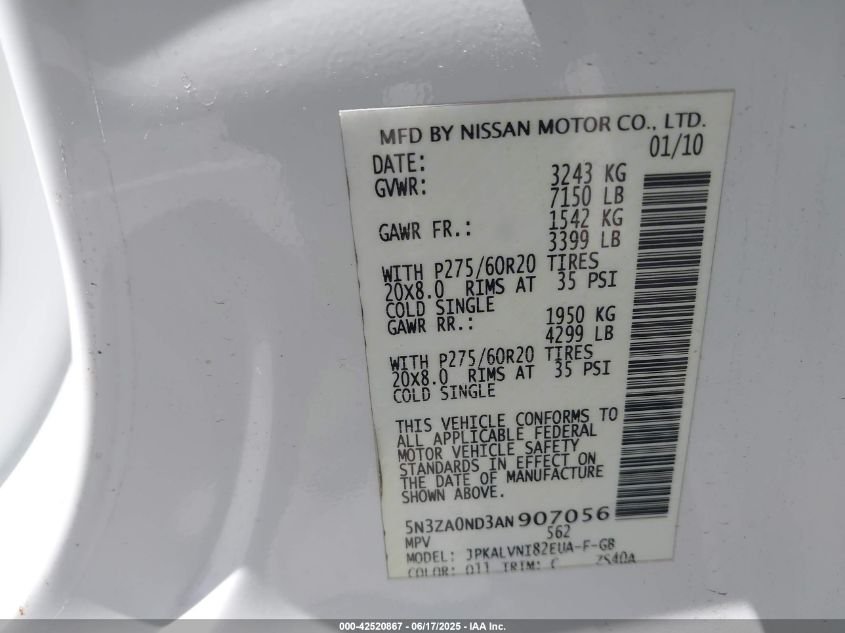 MFD BY NISSAN MOTOR CO., LTD.
DATE: 01/10
GVWR: 3243 KG
7150 LB
GAWR FR.: 1542 KG
3399 LB
WITH P275/60R20 TIRES
20X8.0 RIMS AT 35 PSI
COLD SINGLE
GAWR RR.: 1950 KG
4299 LB
WITH P275/60R20 TIRES
20X8.0 RIMS AT 35 PSI
COLD SINGLE
THIS VEHICLE CONFORMS TO
ALL APPLICABLE FEDERAL
MOTOR VEHICLE SAFETY
STANDARDS IN EFFECT ON
THE DATE OF MANUFACTURE
SHOWN ABOVE.
5N3ZA0ND3AN907056
MPV 562
MODEL: JPKALVNI82EUA-F-GB
COLOR: Q11 TRIM: C ZS40A
000-42520867 - 06/17/2025 - IAA Inc.